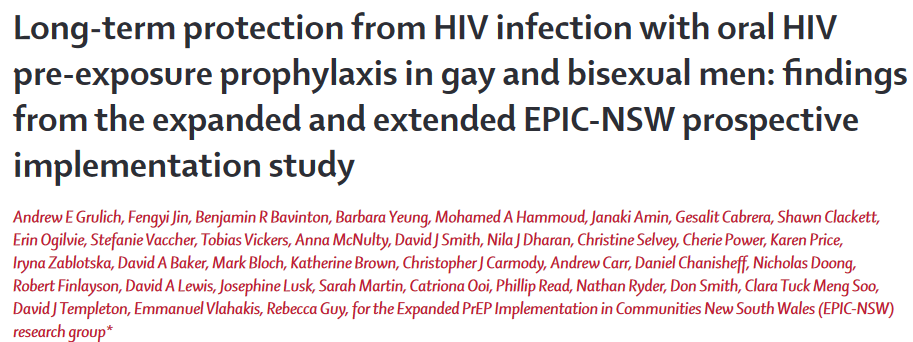 Long-term protection from HIV infection with oral HIV
pre-exposure prophylaxis in gay and bisexual men: findings
from the expanded and extended EPIC-NSW prospective
implementation study
Andrew E Grulich, Fengyi Jin, Benjamin R Bavinton, Barbara Yeung, Mohamed A Hammoud, Janaki Amin, Gesalit Cabrera, Shawn Clackett,
Erin Ogilvie, Stefanie Vaccher, Tobias Vickers, Anna McNulty, David J Smith, Nila J Dharan, Christine Selvey, Cherie Power, Karen Price,
Iryna Zablotska, David A Baker, Mark Bloch, Katherine Brown, Christopher J Carmody, Andrew Carr, Daniel Chanisheff, Nicholas Doong,
Robert Finlayson, David A Lewis, Josephine Lusk, Sarah Martin, Catriona Ooi, Phillip Read, Nathan Ryder, Don Smith, Clara Tuck Meng Soo,
David J Templeton, Emmanuel Vlahakis, Rebecca Guy, for the Expanded PrEP Implementation in Communities New South Wales (EPIC-NSW)
research group*